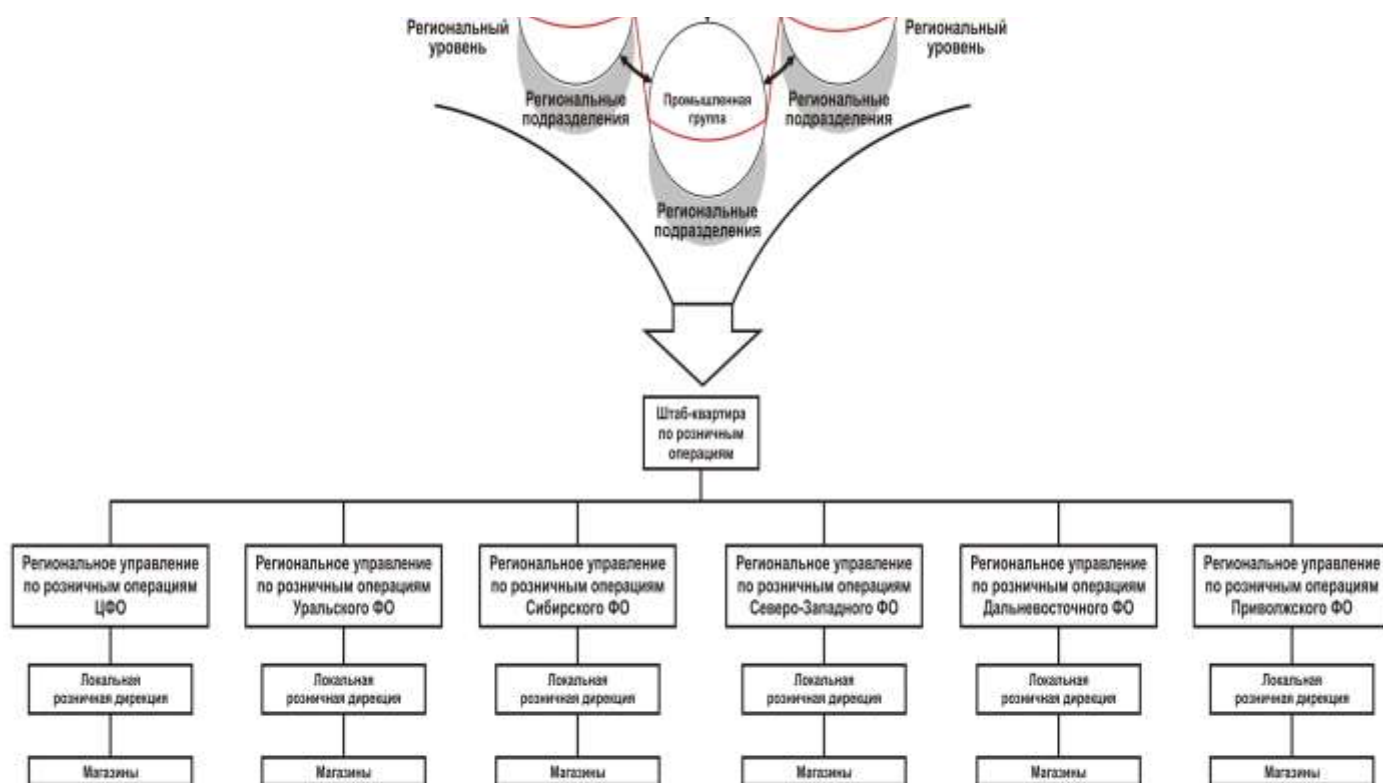 Региональный
уровень
Региональный
уровень
Региональные
подразделения
Промышленная
группа
Региональные
подразделения
Региональные
подразделения
Штаб-квартира
по розничным
операциям
Региональное управление
по розничным операциям
ЦФО
Региональное управление
по розничным операциям
Уральского ФО
Региональное управление
по розничным операциям
Сибирского ФО
Региональное управление
по розничным операциям
Северо-Западного ФО
Региональное управление
по розничным операциям
Дальневосточного ФО
Региональное управление
по розничным операциям
Приволжского ФО
Локальная
розничная дирекция
Локальная
розничная дирекция
Локальная
розничная дирекция
Локальная
розничная дирекция
Локальная
розничная дирекция
Локальная
розничная дирекция
Магазины
Магазины
Магазины
Магазины
Магазины
Магазины